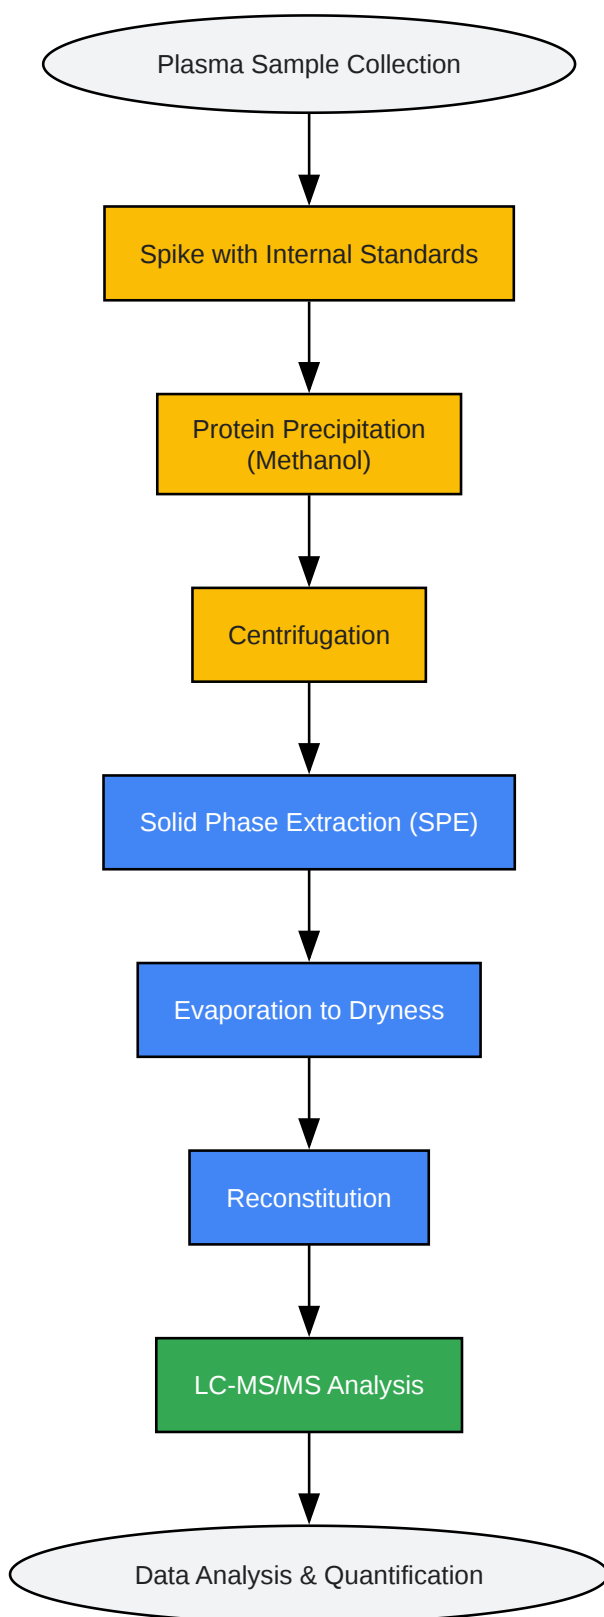 Plasma Sample Collection
Spike with Internal Standards
Protein Precipitation
(Methanol)
Centrifugation
Solid Phase Extraction (SPE)
Evaporation to Dryness
Reconstitution
LC-MS/MS Analysis
Data Analysis & Quantification